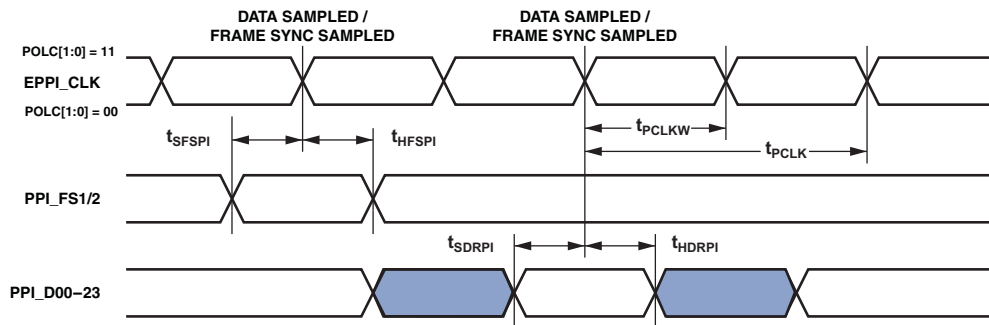 DATA SAMPLED /
FRAME SYNC SAMPLED
DATA SAMPLED /
FRAME SYNC SAMPLED
POLC[1:0] = 11
EPPI_CLK
POLC[1:0] = 00
tSFSPI
tHFSPI
tPCLKW
tPCLK
PPI_FS1/2
tSDRPI
tHDRPI
PPI_D00–23